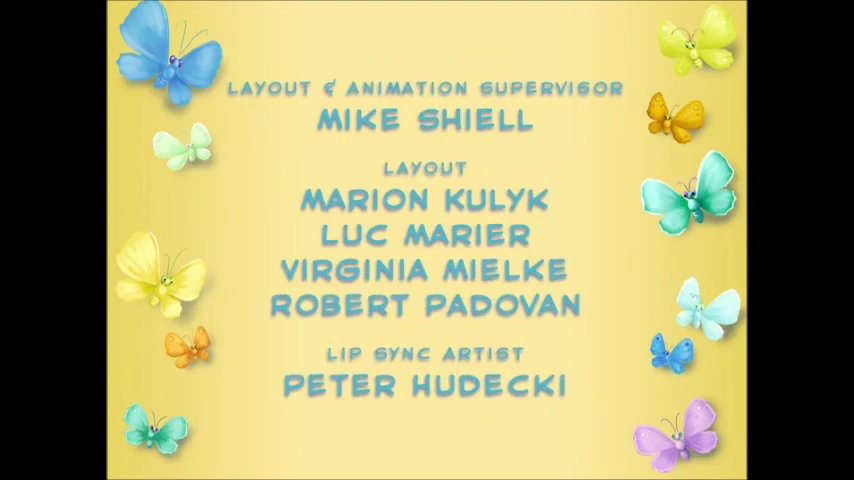 LAYOUT & ANIMATION SUPERVISOR
MIKE SHIELL
LAYOUT
MARION KULYK
LUC MARIER
VIRGINIA MIELKE
ROBERT PADOVAN
LIP SYNC ARTIST
PETER HUDECKI